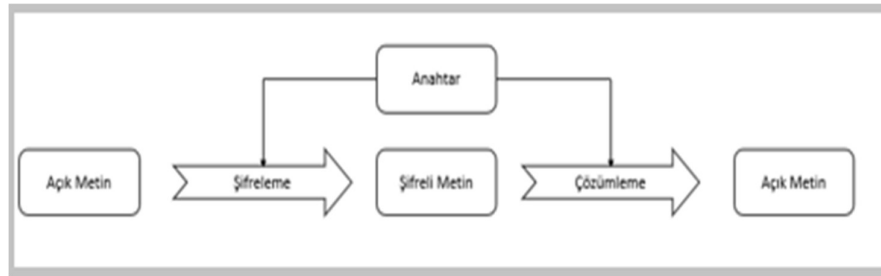 Anahtar
Açık Metin
Şifreleme
Şifreli Metin
Çözümleme
Açık Metin